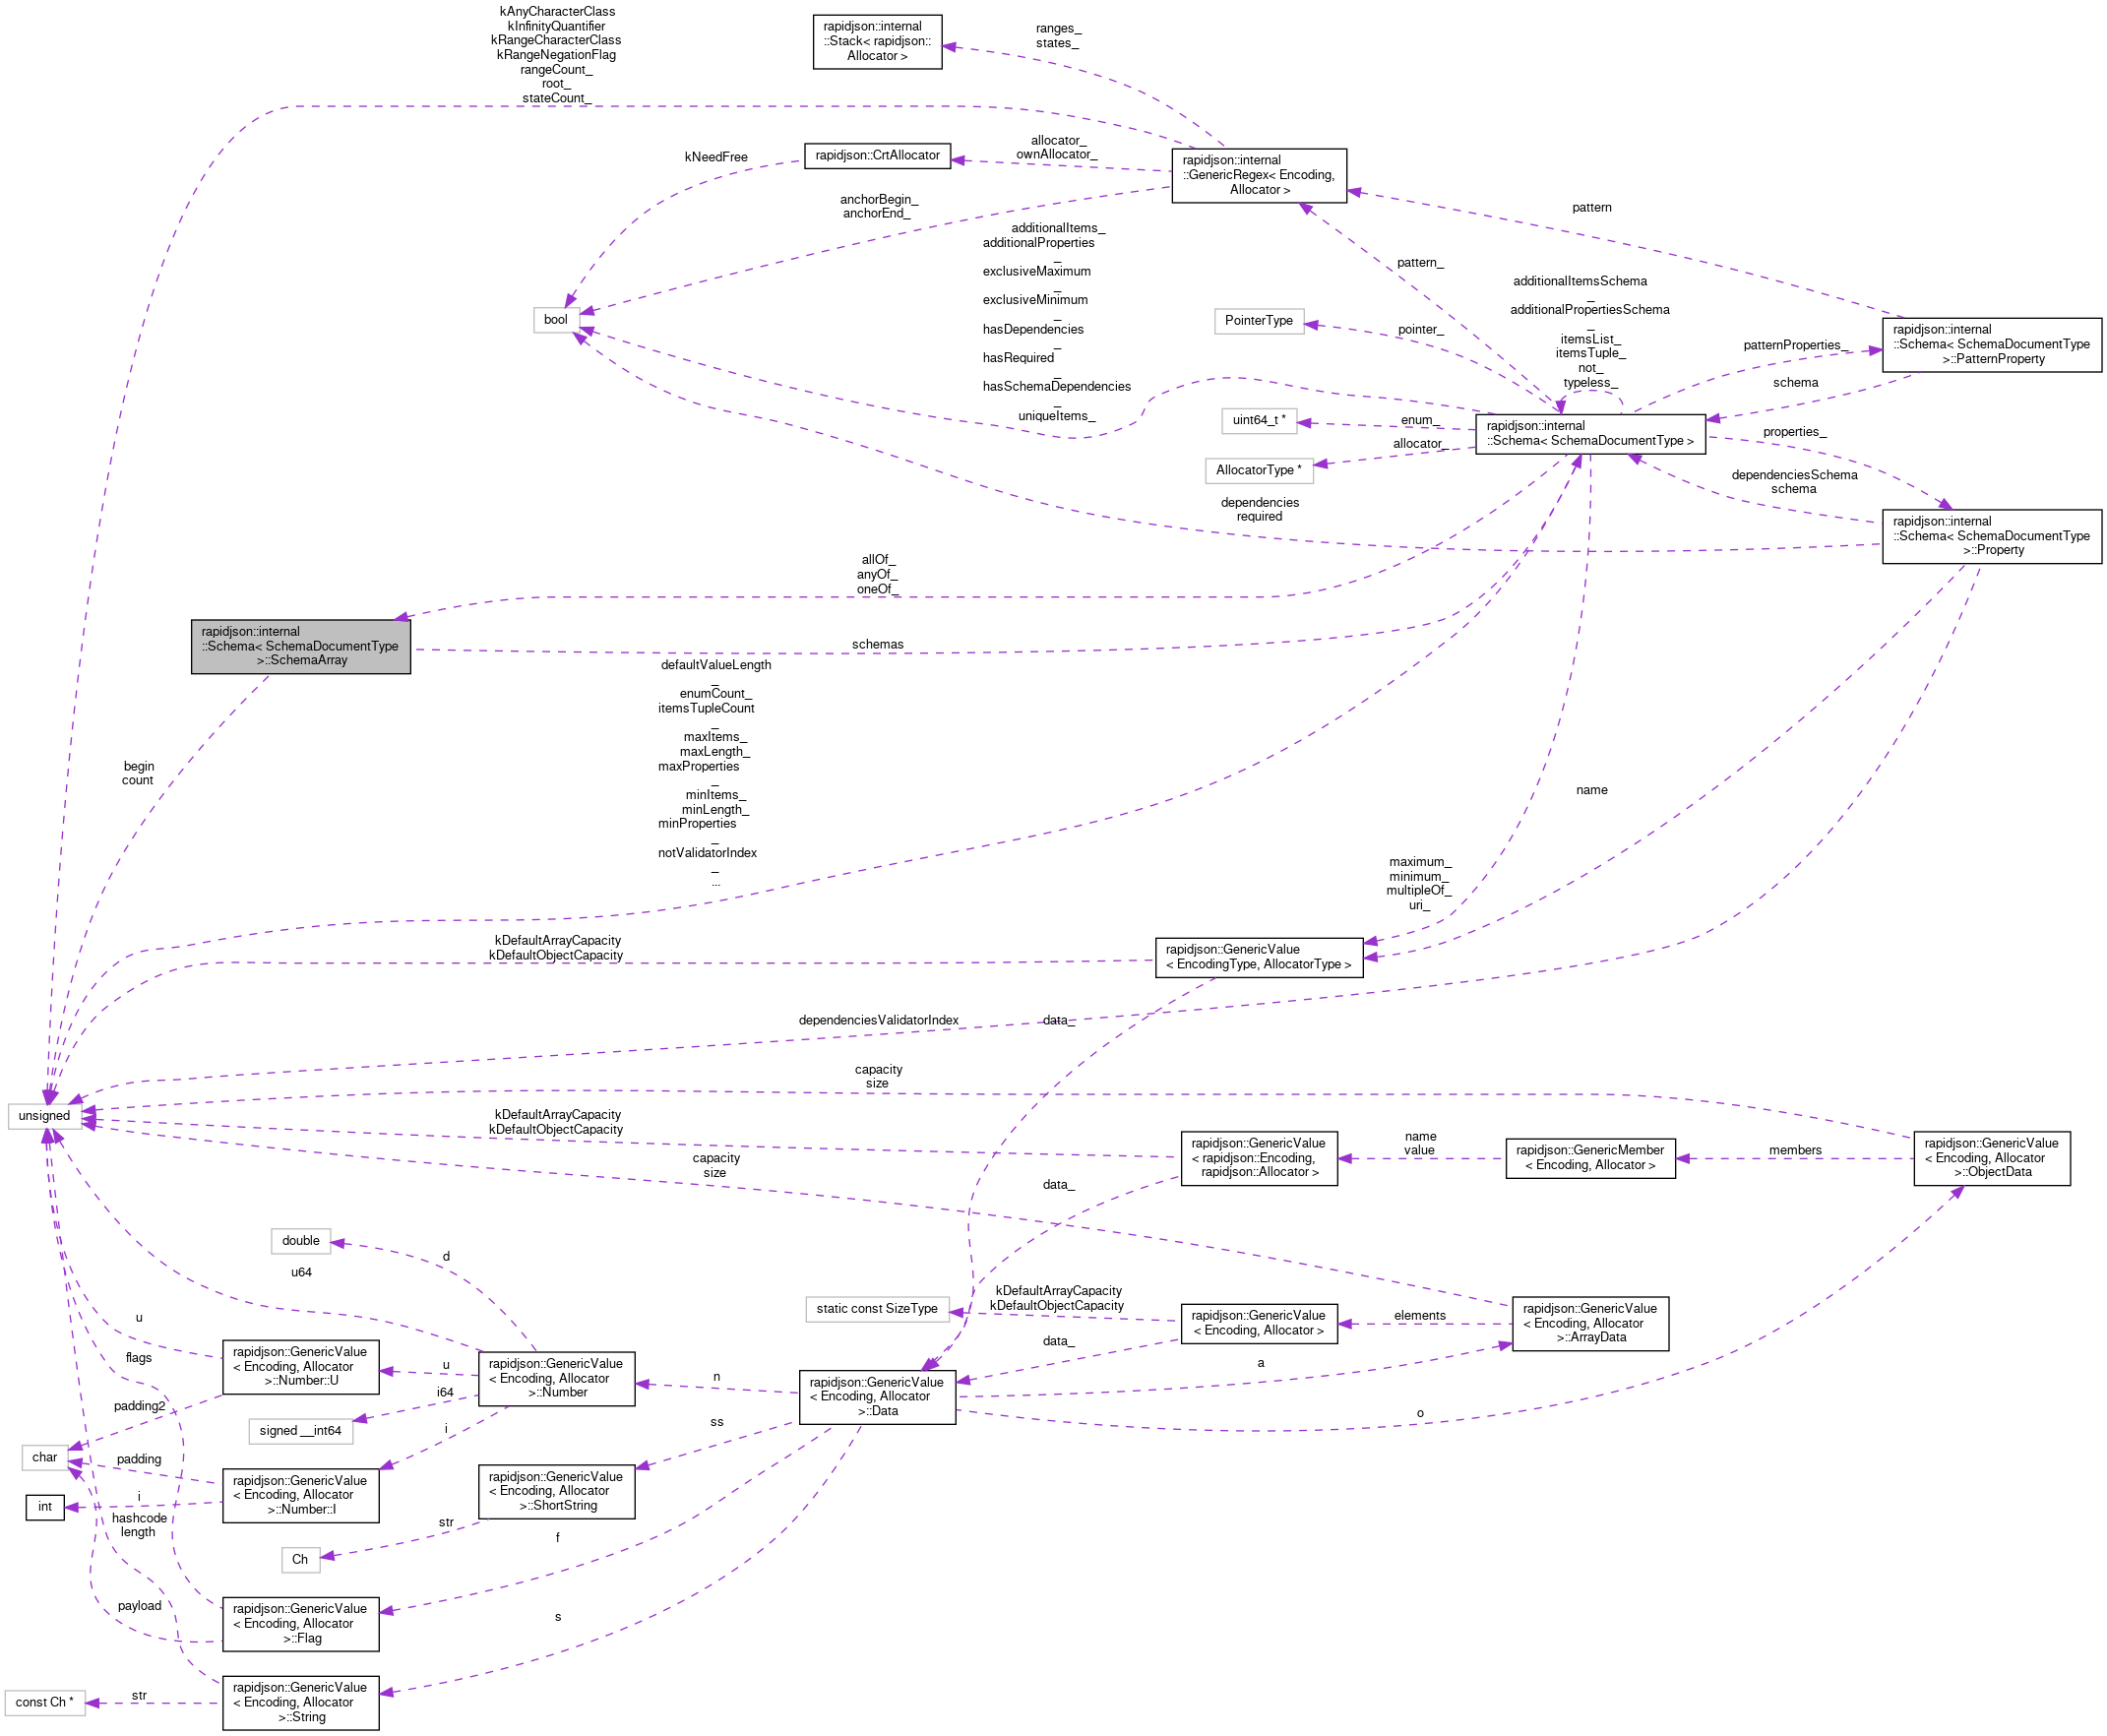 kAnyCharacterClass
kInfinityQuantifier
kRangeCharacterClass
kRangeNegationFlag
rangeCount_
root_
stateCount_
rapidjson::internal
::Stack< rapidjson::
Allocator >
ranges_
states_
kNeedFree
rapidjson::CrtAllocator
allocator_
ownAllocator_
rapidjson::internal
::GenericRegex< Encoding,
Allocator >
anchorBegin_
anchorEnd_
pattern
additionalItems_
additionalProperties
_
exclusiveMaximum
_
exclusiveMinimum
_
hasDependencies
_
hasRequired
_
hasSchemaDependencies
_
uniqueItems_
pattern_
bool
PointerType
pointer_
additionalItemsSchema
_
additionalPropertiesSchema
_
itemsList_
itemsTuple_
not_
typeless_
patternProperties_
rapidjson::internal
::Schema< SchemaDocumentType
>::PatternProperty
schema
uint64_t *
enum_
rapidjson::internal
::Schema< SchemaDocumentType >
properties_
AllocatorType *
allocator_
dependenciesSchema
schema
dependencies
required
rapidjson::internal
::Schema< SchemaDocumentType
>::Property
allOf_
anyOf_
oneOf_
rapidjson::internal
::Schema< SchemaDocumentType
>::SchemaArray
schemas
defaultValueLength
_
enumCount_
itemsTupleCount
_
maxItems_
maxLength_
maxProperties
_
minItems_
minLength_
minProperties
_
notValidatorIndex
_
...
begin
count
name
maximum_
minimum_
multipleOf_
uri_
kDefaultArrayCapacity
kDefaultObjectCapacity
rapidjson::GenericValue
< EncodingType, AllocatorType >
dependenciesValidatorIndex
data_
capacity
size
unsigned
kDefaultArrayCapacity
kDefaultObjectCapacity
rapidjson::GenericValue
< rapidjson::Encoding,
rapidjson::Allocator >
name
value
rapidjson::GenericMember
< Encoding, Allocator >
members
rapidjson::GenericValue
< Encoding, Allocator
>::ObjectData
capacity
size
data_
double
d
u64
static const SizeType
kDefaultArrayCapacity
kDefaultObjectCapacity
rapidjson::GenericValue
< Encoding, Allocator >
elements
rapidjson::GenericValue
< Encoding, Allocator
>::ArrayData
u
flags
rapidjson::GenericValue
< Encoding, Allocator
>::Number::U
u
rapidjson::GenericValue
< Encoding, Allocator
>::Number
n
rapidjson::GenericValue
< Encoding, Allocator
>::Data
data_
a
o
i64
padding2
signed __int64
i
ss
char
padding
rapidjson::GenericValue
< Encoding, Allocator
>::Number::I
rapidjson::GenericValue
< Encoding, Allocator
>::ShortString
int
i
hashcode
length
str
Ch
f
payload
rapidjson::GenericValue
< Encoding, Allocator
>::Flag
s
const Ch *
str
rapidjson::GenericValue
< Encoding, Allocator
>::String